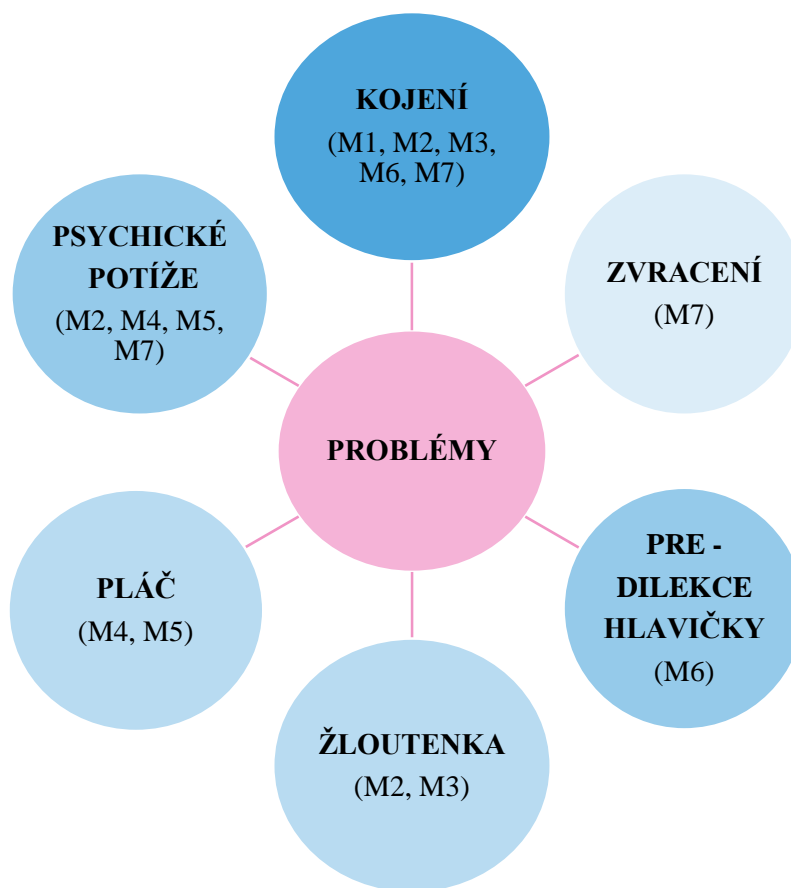 KOJENÍ
(M1, M2, M3,
M6, M7)
PSYCHICKÉ
POTÍŽE
(M2, M4, M5,
M7)
ZVRACENÍ
(M7)
PROBLÉMY
PLÁČ
(M4, M5)
PRE -
DILEKCE
HLAVIČKY
(M6)
ŽLOUTENKA
(M2, M3)